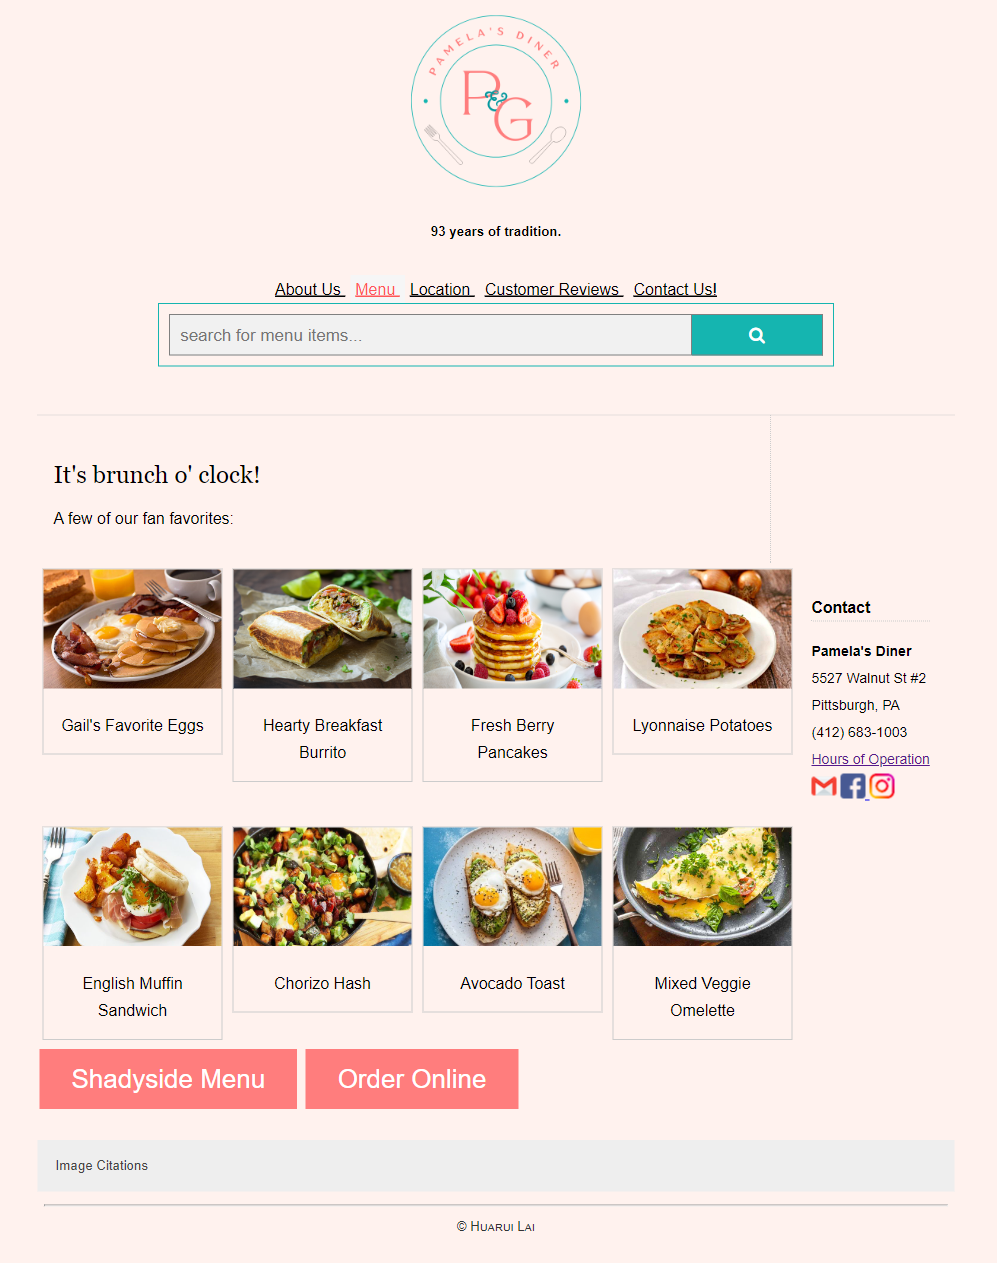 PAMELA'S DINER
P&G
93 years of tradition.
About Us Menu Location Customer Reviews Contact Us!
search for menu items...
It's brunch o' clock!
A few of our fan favorites:
Gail's Favorite Eggs
Hearty Breakfast
Burrito
Fresh Berry
Pancakes
Lyonnaise Potatoes
Contact
Pamela's Diner
5527 Walnut St #2
Pittsburgh, PA
(412) 683-1003
Hours of Operation
English Muffin
Sandwich
Chorizo Hash
Avocado Toast
Mixed Veggie
Omelette
Shadyside Menu
Order Online
Image Citations
© Huarui Lai